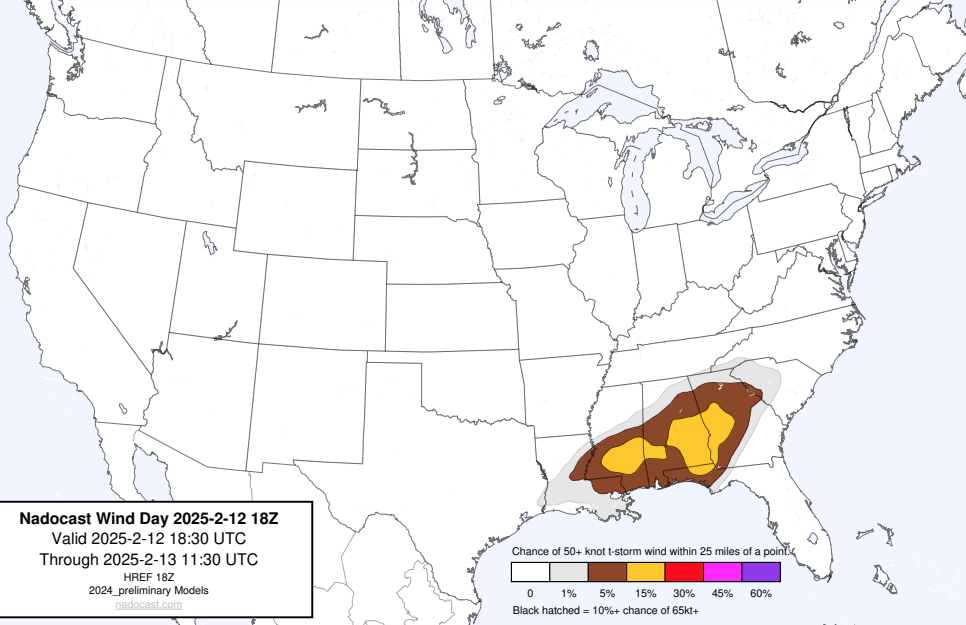 Nadocast Wind Day 2025-2-12 18Z
Valid 2025-2-12 18:30 UTC
Through 2025-2-13 11:30 UTC
HREF 18Z
2024_preliminary Models
nadocast.com
Chance of 50+ knot t-storm wind within 25 miles of a point.
0 1% 5% 15% 30% 45% 60%
Black hatched = 10%+ chance of 65kt+